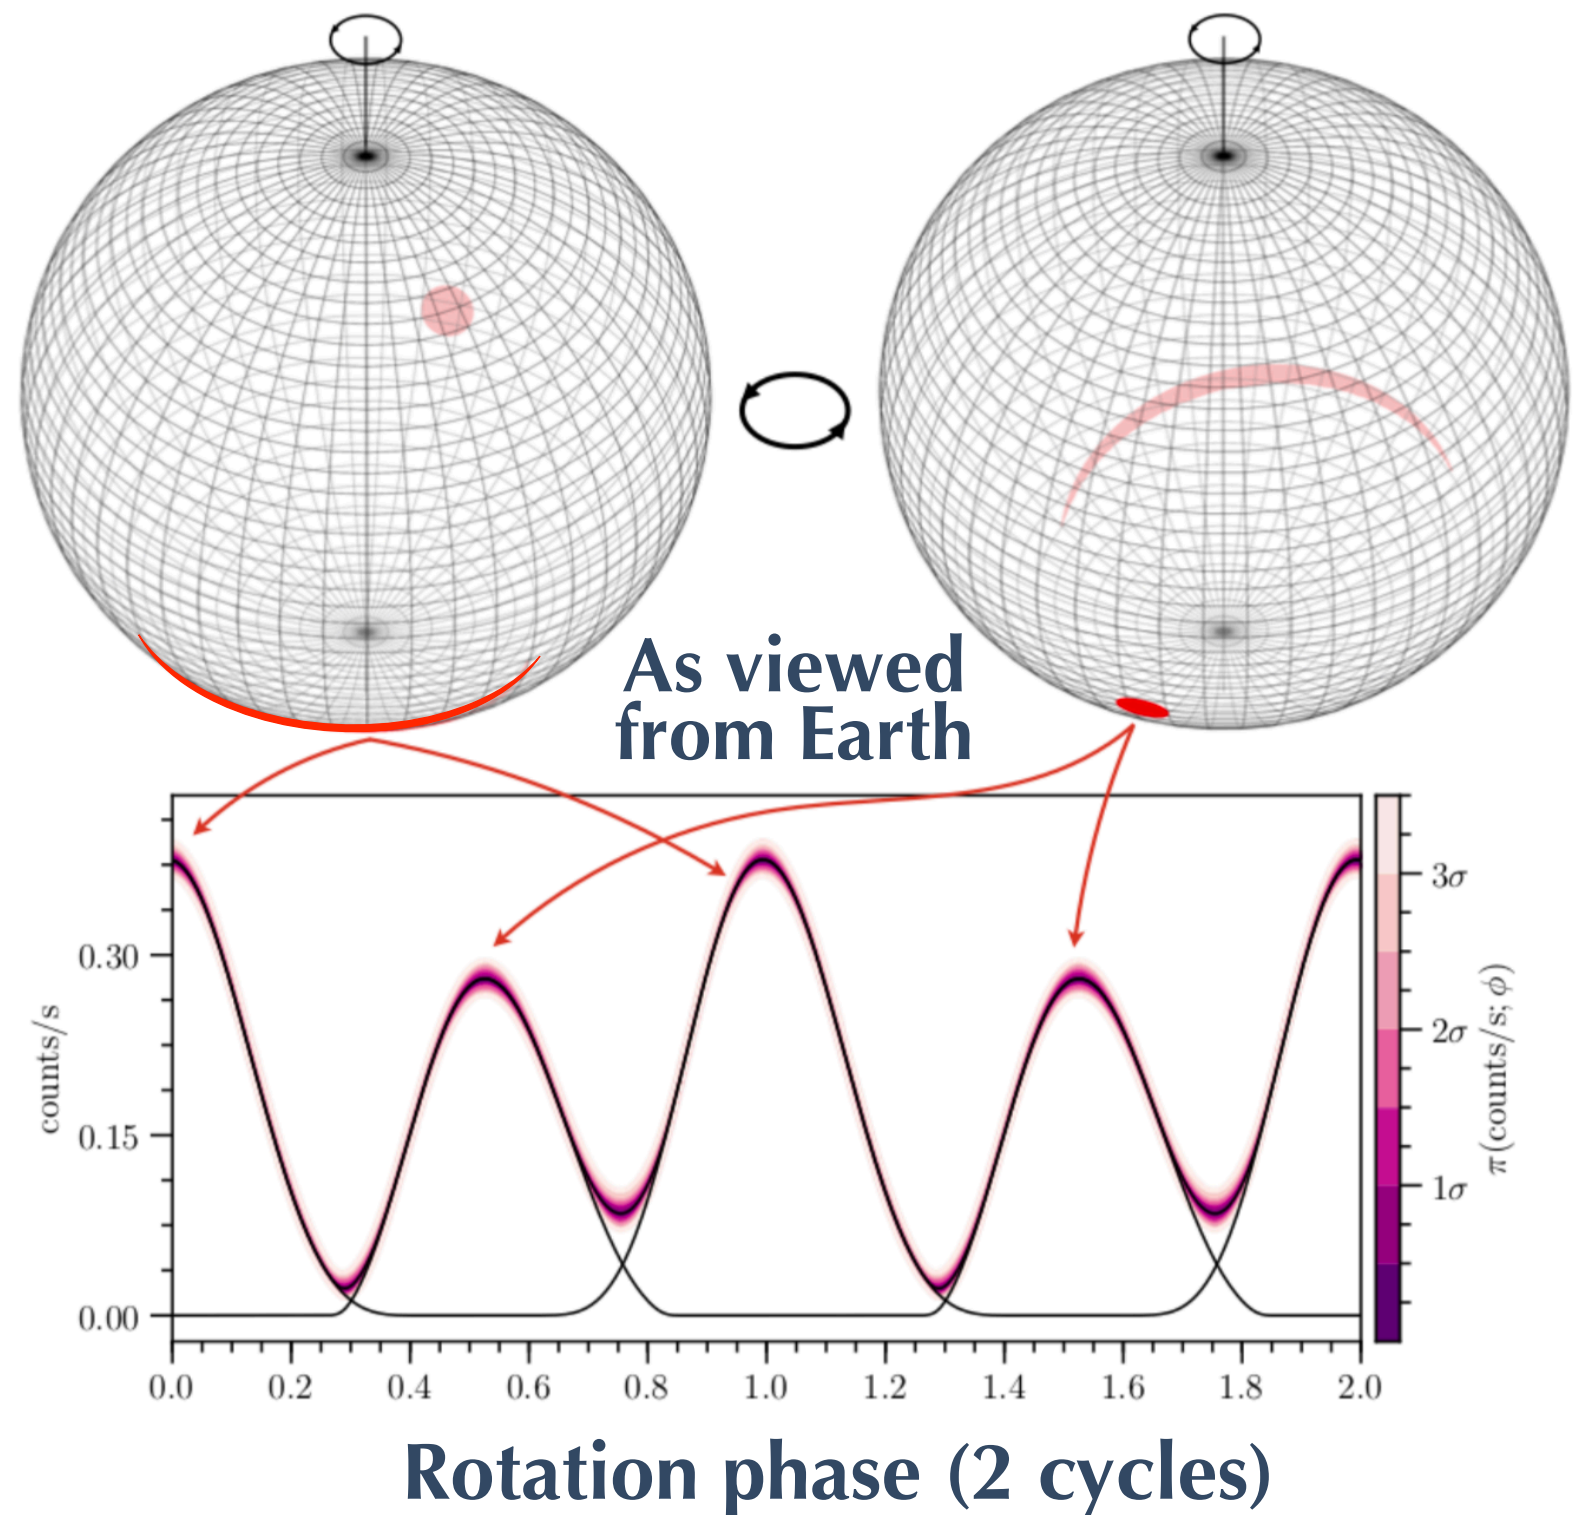 As viewed
from Earth
counts/s
0.30
0.15
0.00
3σ
2σ
1σ
π(counts/s; ϕ)
0.0 0.2 0.4 0.6 0.8 1.0 1.2 1.4 1.6 1.8 2.0
Rotation phase (2 cycles)